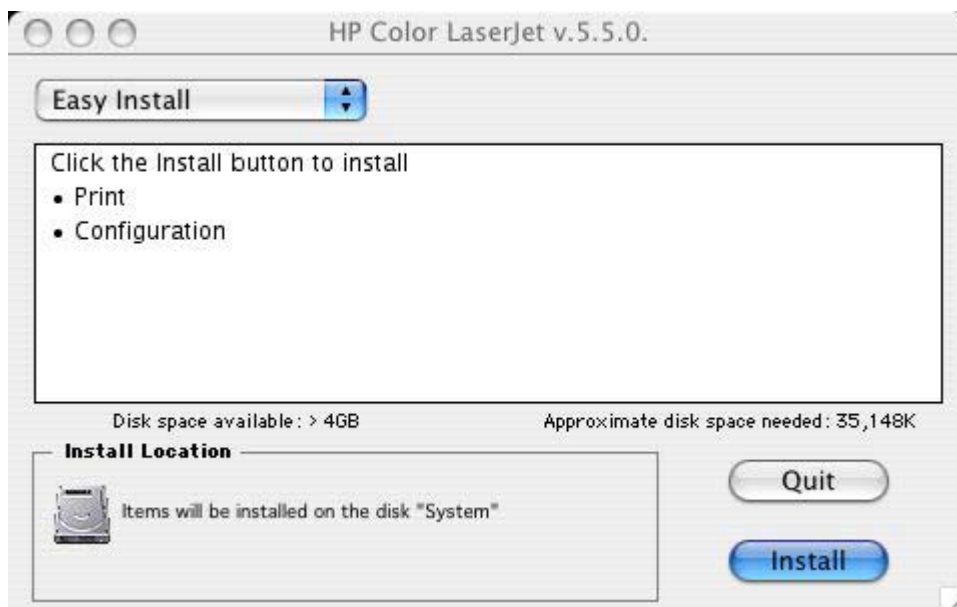 HP Color LaserJet v.5.5.0.
Easy Install
Click the Install button to install
• Print
• Configuration
Disk space available: > 4GB
Approximate disk space needed: 35,148K
Install Location
Items will be installed on the disk "System"
Quit
Install